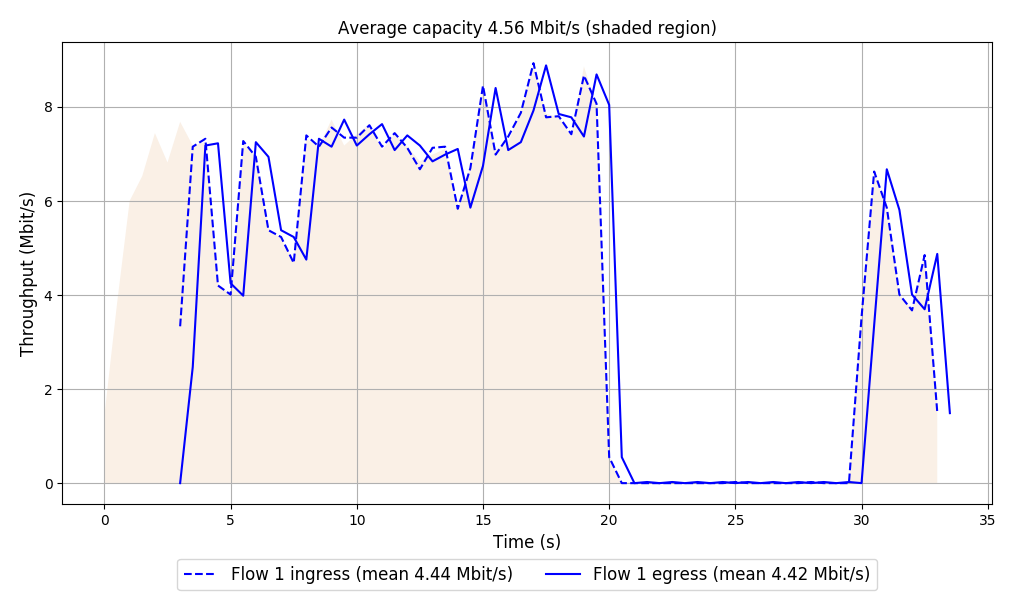 Average capacity 4.56 Mbit/s (shaded region)
Throughput (Mbit/s)
8
6
4
2
0
0 5 10 15 20 25 30 35
Time (s)
Flow 1 ingress (mean 4.44 Mbit/s) Flow 1 egress (mean 4.42 Mbit/s)